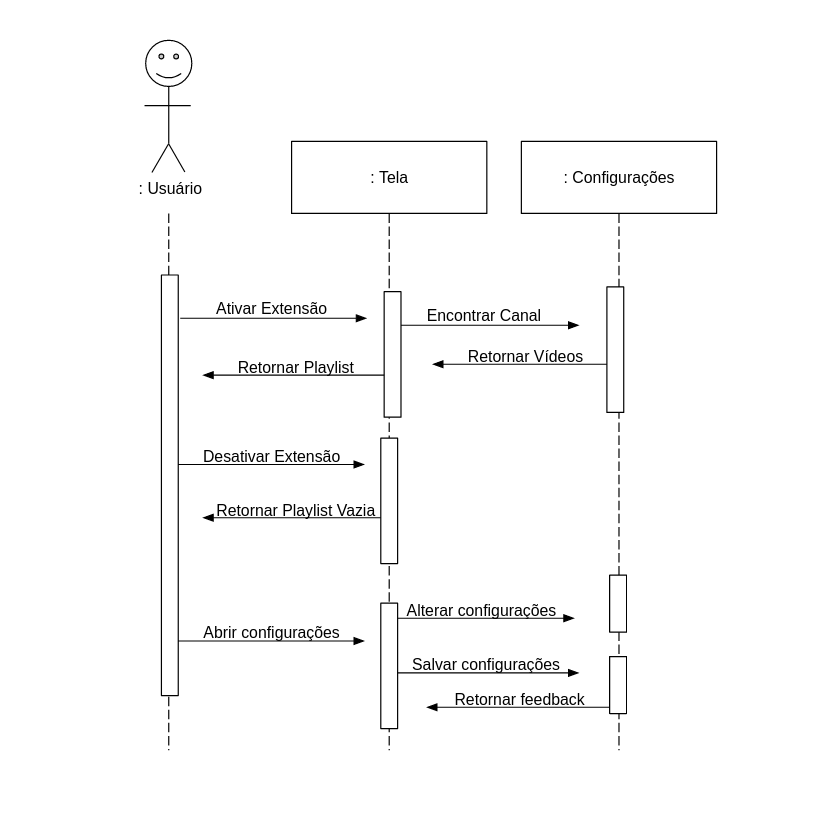 : Usuário
: Tela
: Configurações
Ativar Extensão
Encontrar Canal
Retornar Vídeos
Retornar Playlist
Desativar Extensão
Retornar Playlist Vazia
Alterar configurações
Abrir configurações
Salvar configurações
Retornar feedback